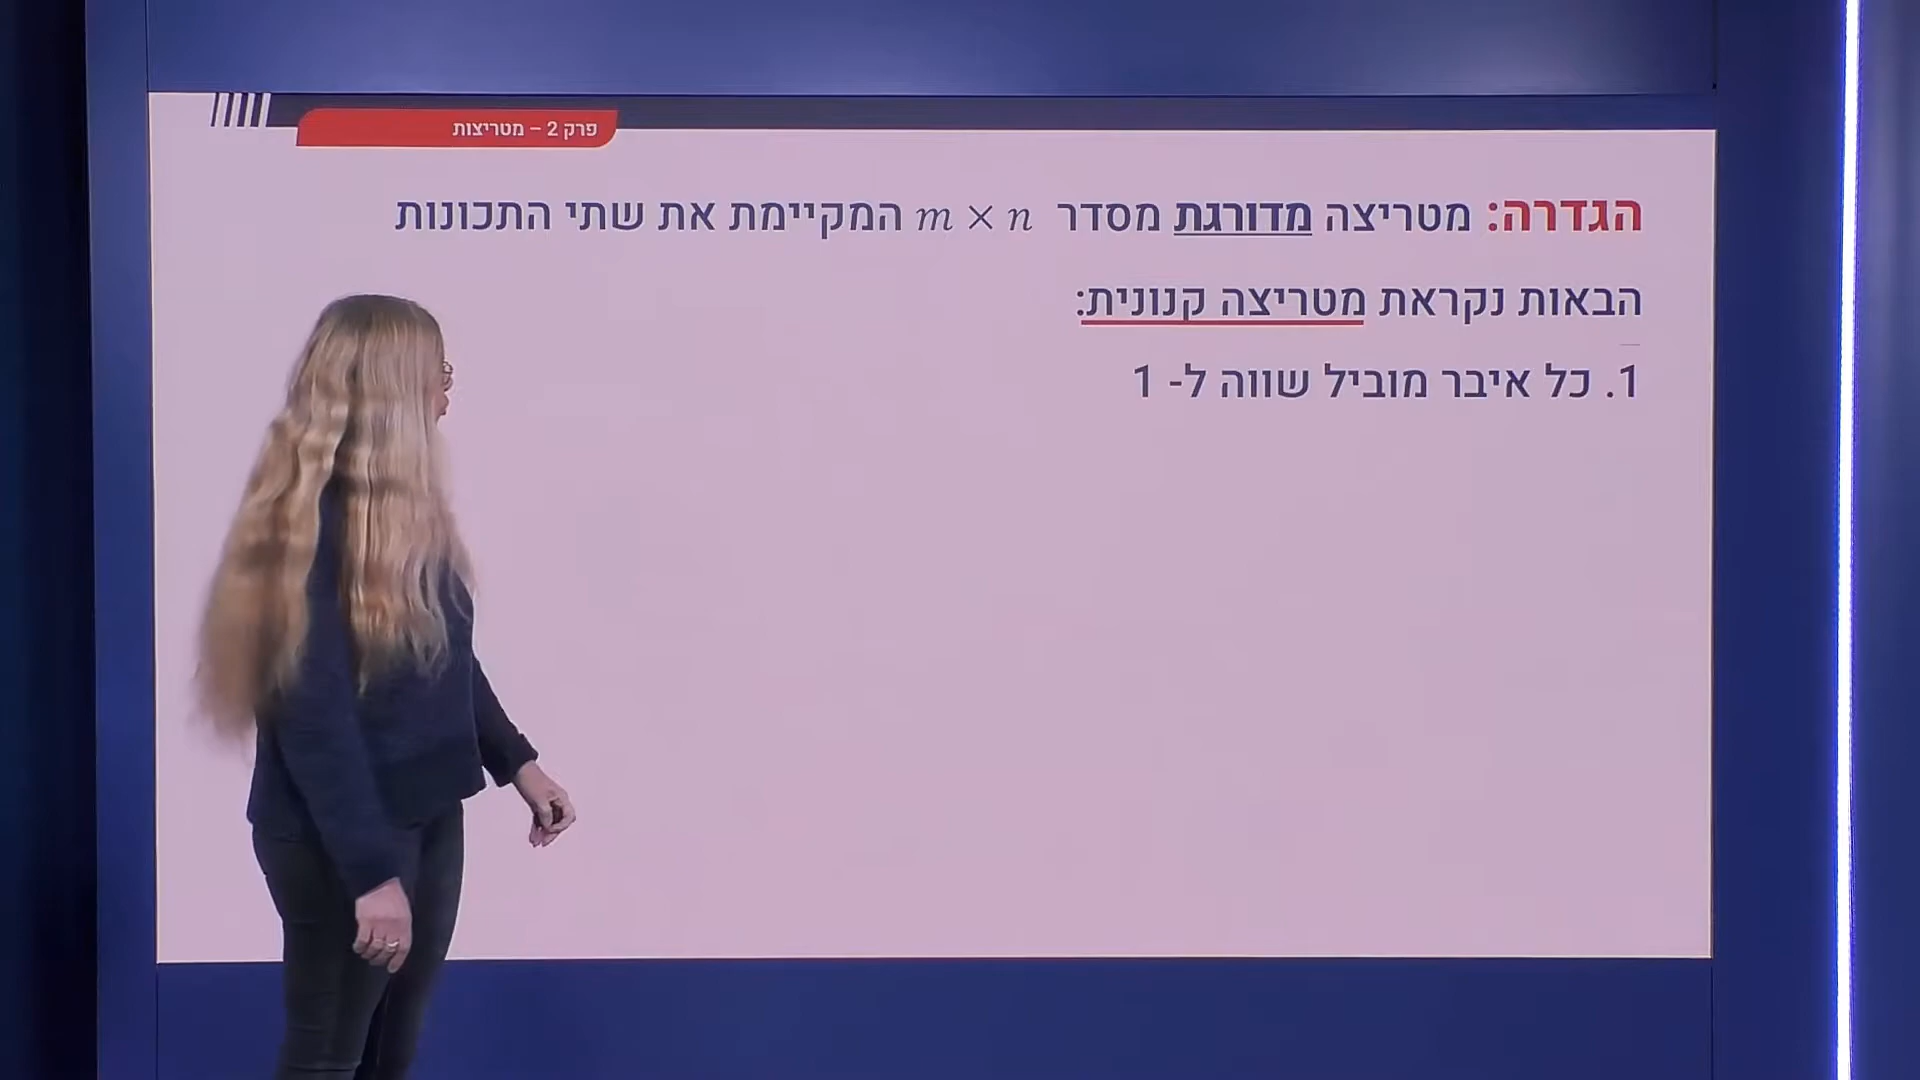 פרק 2 – מטריצות
הגדרה: מטריצה מדורגת מסדר m × n המקיימת את שתי התכונות
הבאות נקראת מטריצה קנונית:
1. כל איבר מוביל שווה ל- 1